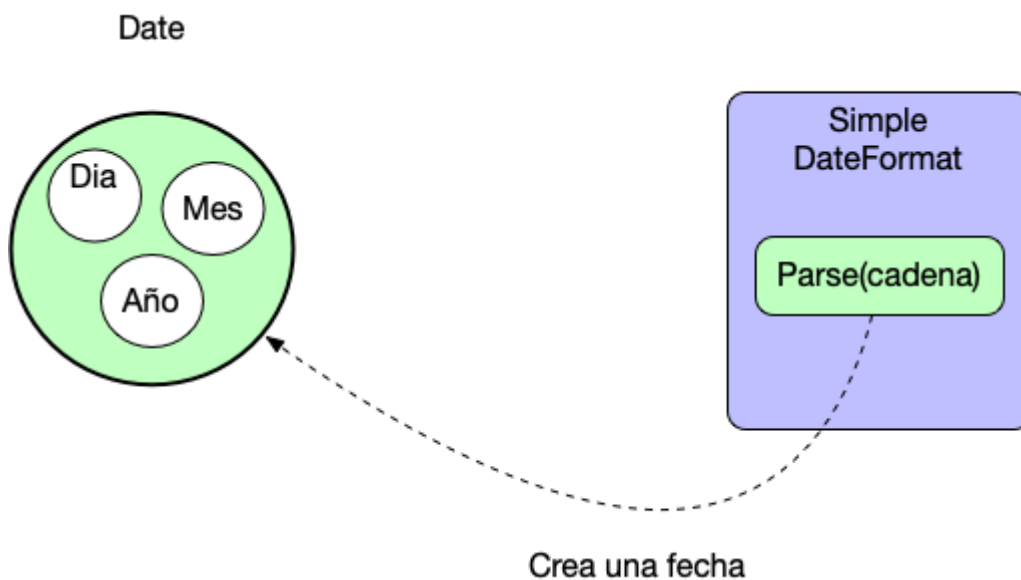 Date
Dia
Mes
Año
Simple
DateFormat
Parse(cadena)
Crea una fecha